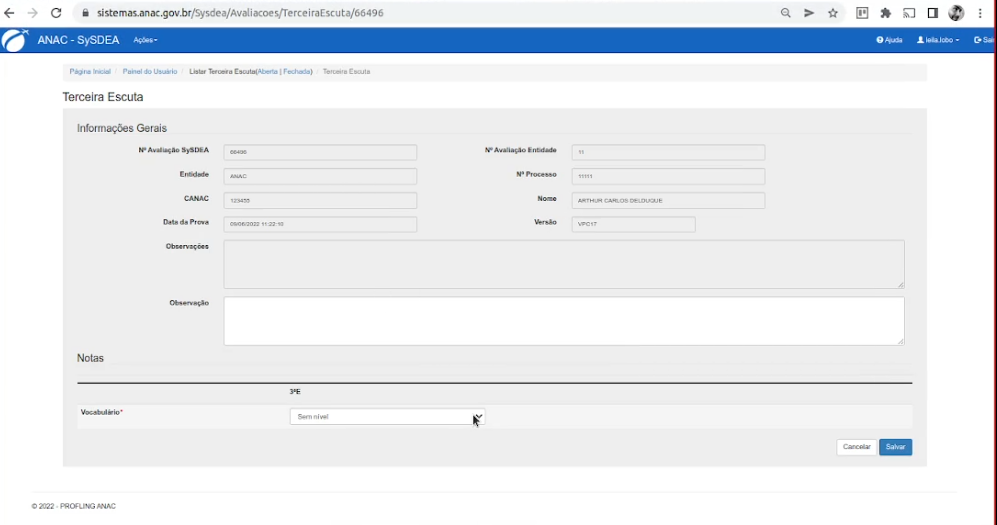 sistemas.anac.gov.br/Sysdea/Avaliacoes/TerceiraEscuta/66496
ANAC - SySDEA Ações Ajuda leila.lobo Sai
Página Inicial / Painel do Usuário / Listar Terceira Escuta(Aberta | Fechada) / Terceira Escuta
Terceira Escuta
Informações Gerais
Nº Avaliação SySDEA 66496 Nº Avaliação Entidade 11
Entidade ANAC Nº Processo 11111
CANAC 123455 Nome ARTHUR CARLOS DELDUQUE
Data da Prova 09/06/2022 11:22:10 Versão VPC17
Observações
Observação
Notas
3ªE
Vocabulário* Sem nível
Cancelar Salvar
© 2022 - PROFLING ANAC